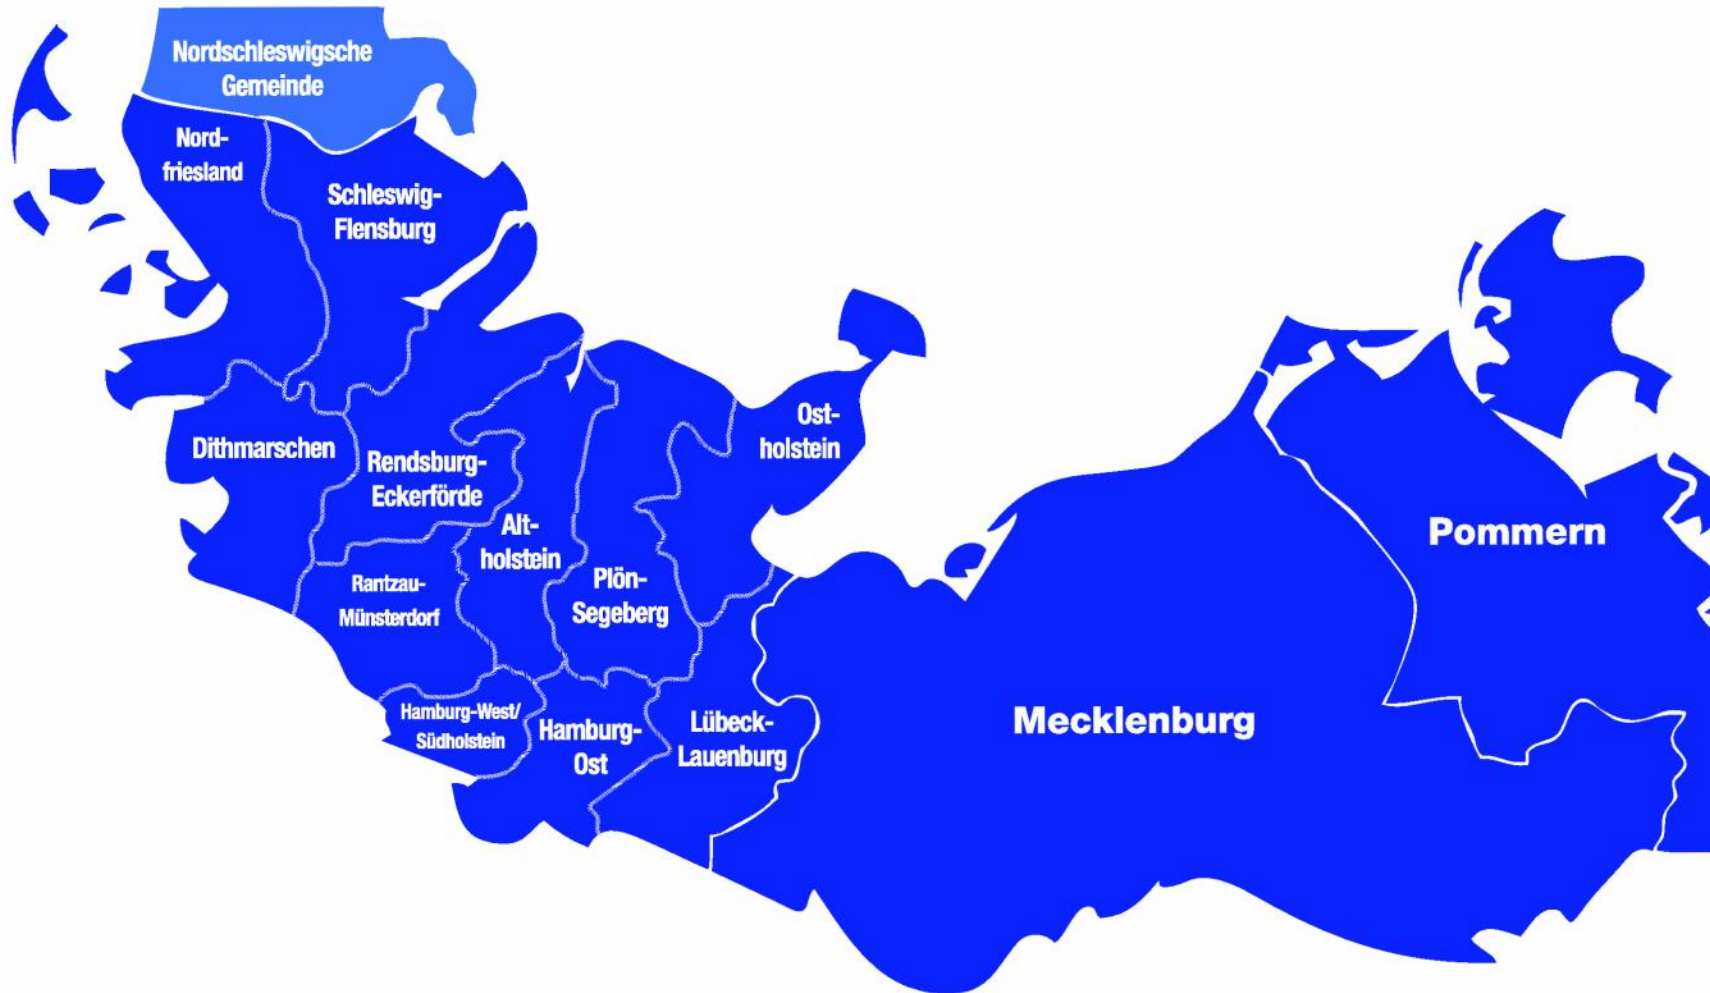 Nordschleswigsche
Gemeinde
Nord-
friesland
Schleswig-
Flensburg
Ost-
holstein
Dithmarschen
Rendsburg-
Eckerförde
Alt-
holstein
Pommern
Rantzau-
Münsterdorf
Plön-
Segeberg
Hamburg-West/
Südholstein
Hamburg-
Ost
Lübeck-
Lauenburg
Mecklenburg